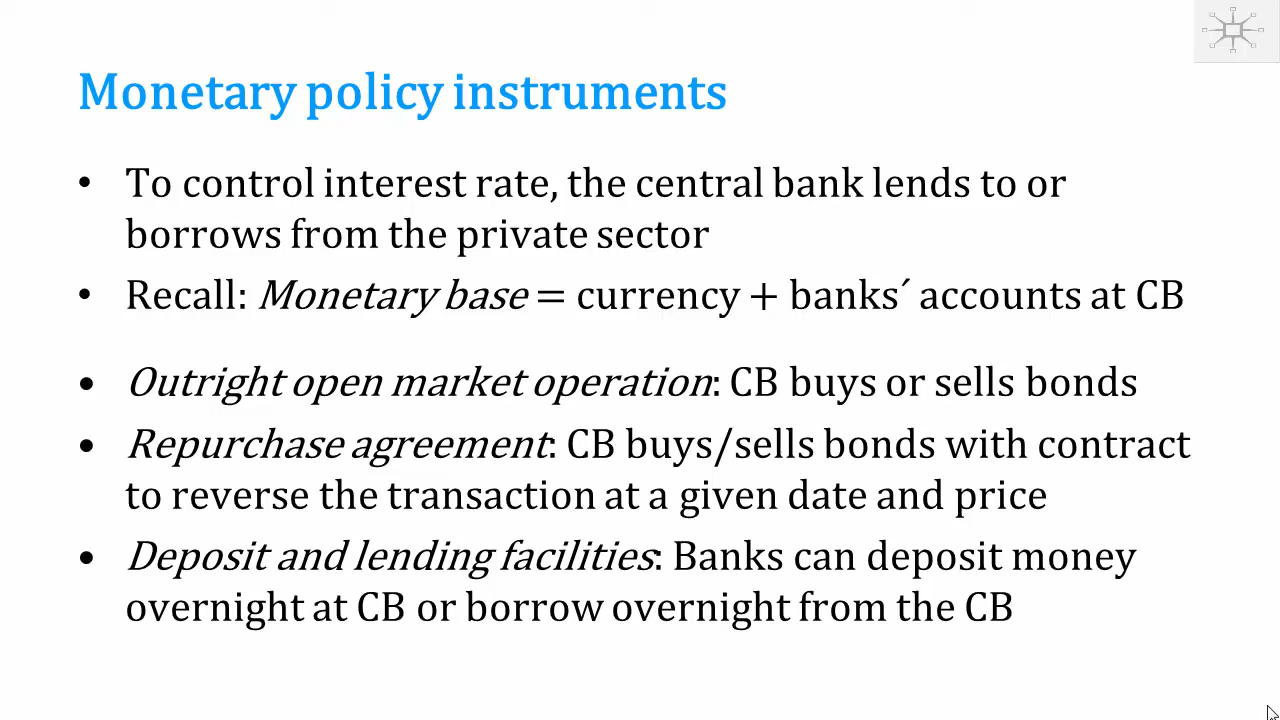 Monetary policy instruments
• To control interest rate, the central bank lends to or
borrows from the private sector
• Recall: Monetary base = currency + banks´ accounts at CB
• Outright open market operation: CB buys or sells bonds
• Repurchase agreement: CB buys/sells bonds with contract
to reverse the transaction at a given date and price
• Deposit and lending facilities: Banks can deposit money
overnight at CB or borrow overnight from the CB